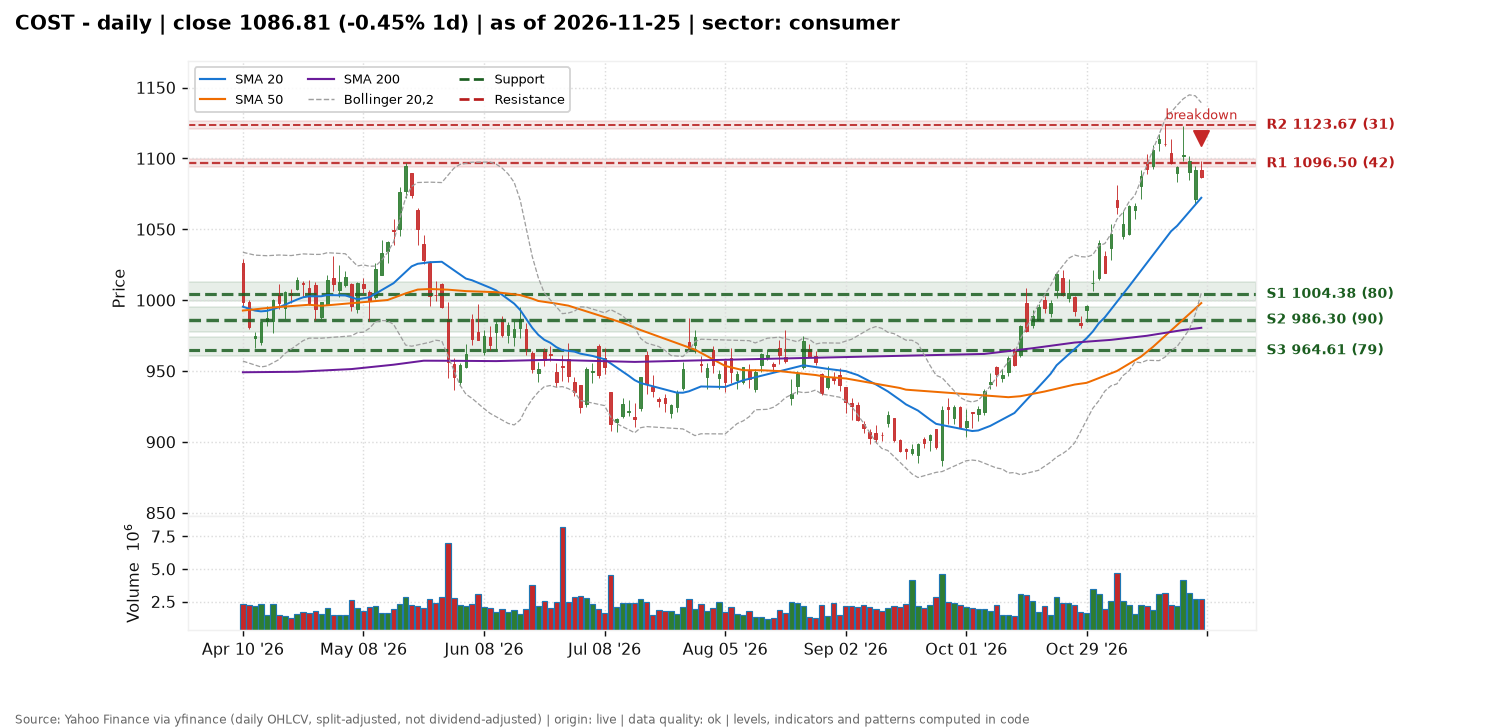 COST - daily | close 1086.81 (-0.45% 1d) | as of 2026-11-25 | sector: consumer
SMA 20
SMA 50
SMA 200
Bollinger 20,2
Support
Resistance
breakdown
R2 1123.67 (31)
R1 1096.50 (42)
S1 1004.38 (80)
S2 986.30 (90)
S3 964.61 (79)
Price
1150
1100
1050
1000
950
900
850
Volume 10⁶
7.5
5.0
2.5
Apr 10 '26
May 08 '26
Jun 08 '26
Jul 08 '26
Aug 05 '26
Sep 02 '26
Oct 01 '26
Oct 29 '26
Source: Yahoo Finance via yfinance (daily OHLCV, split-adjusted, not dividend-adjusted) | origin: live | data quality: ok | levels, indicators and patterns computed in code